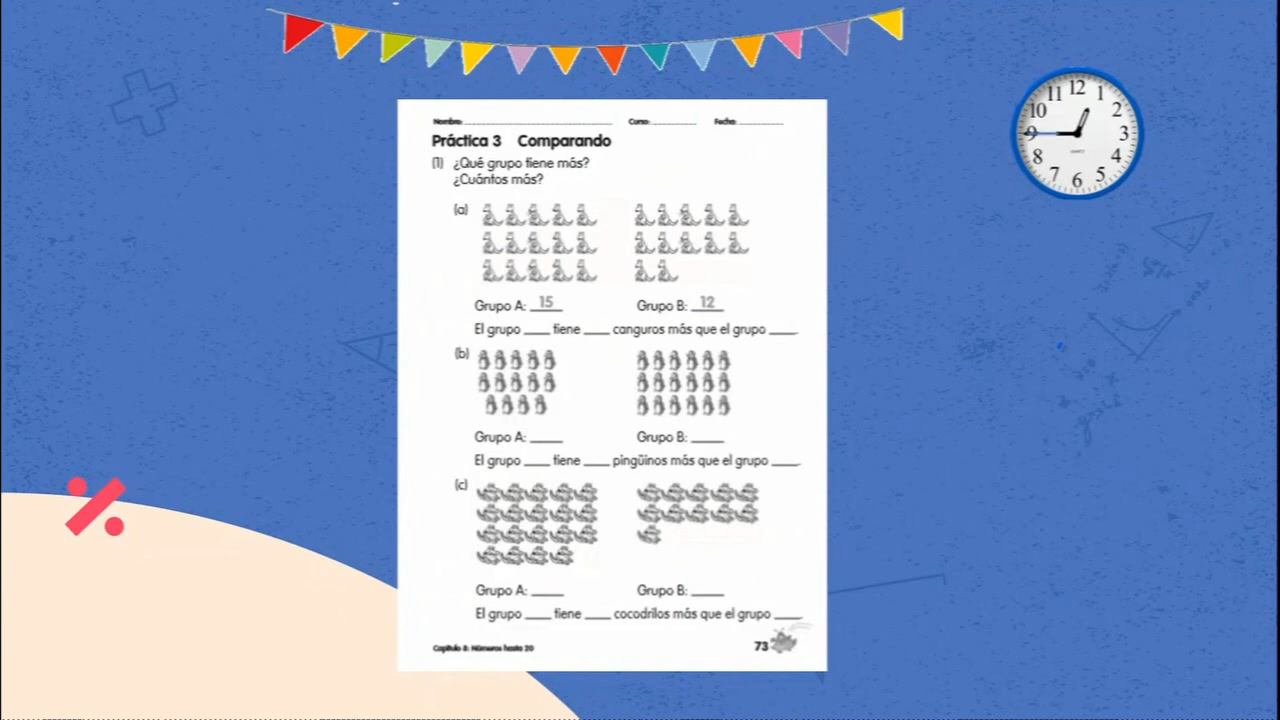 12
11 1
10 2
9 3
8 4
7 5
6
Nombre: Curso: Fecha:
Práctica 3 Comparando
(1) ¿Qué grupo tiene más?
¿Cuántos más?
(a)
Grupo A: 15 Grupo B: 12
El grupo ___ tiene ___ canguros más que el grupo ___.
(b)
Grupo A: ___ Grupo B: ___
El grupo ___ tiene ___ pingüinos más que el grupo ___.
(c)
Grupo A: ___ Grupo B: ___
El grupo ___ tiene ___ cocodrilos más que el grupo ___.
Capítulo 8: Números hasta 20 73